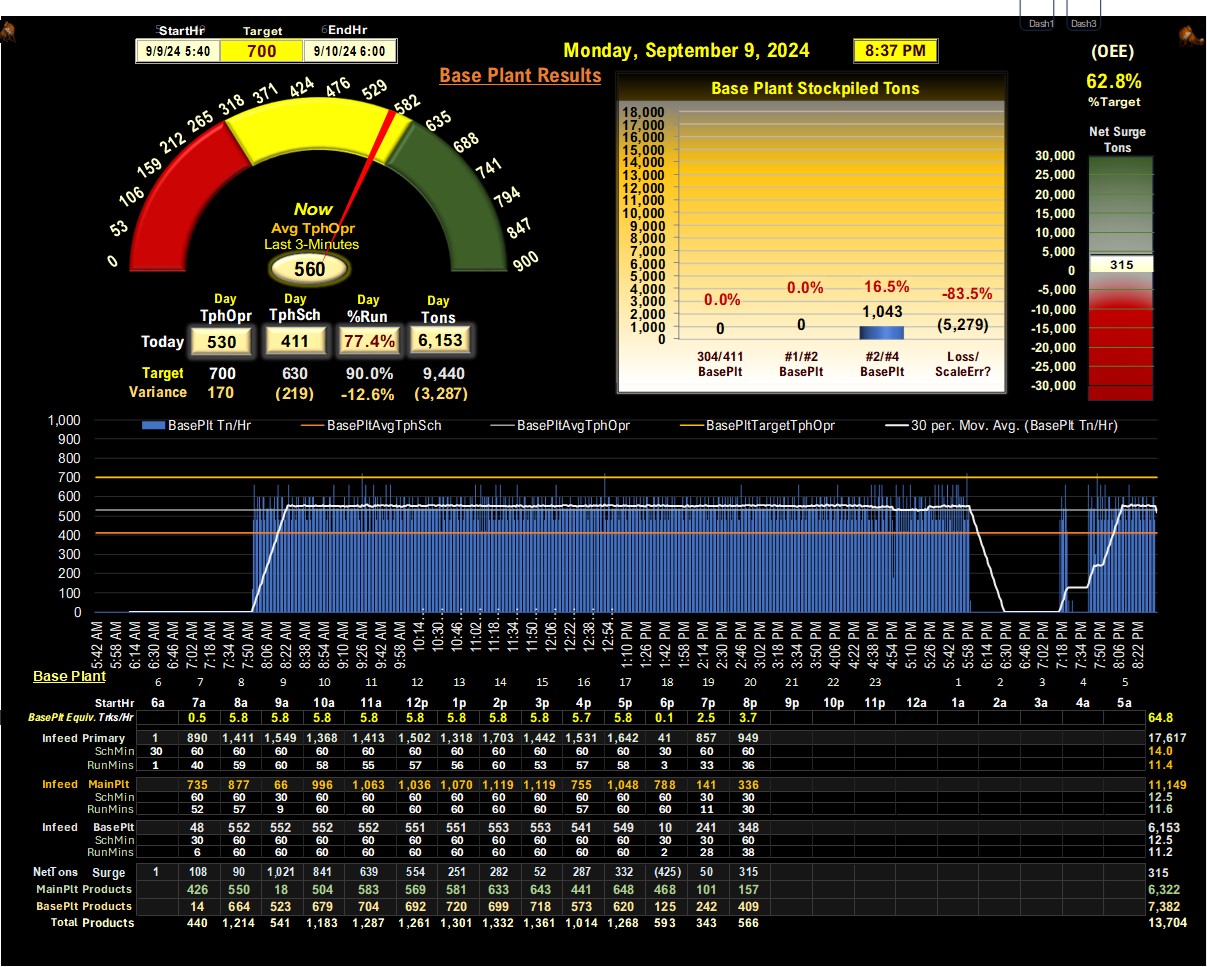 Dash1 Dash3
StartHr Target EndHr
9/9/24 5:40 700 9/10/24 6:00
Monday, September 9, 2024 8:37 PM
(OEE)
62.8%
%Target
Base Plant Results
Base Plant Stockpiled Tons
Net Surge
Tons
0 53 106 159 212 265 318 371 424 476 529 582 635 688 741 794 847 900
Now
Avg TphOpr
Last 3-Minutes
560
18,000
17,000
16,000
15,000
14,000
13,000
12,000
11,000
10,000
9,000
8,000
7,000
6,000
5,000
4,000
3,000
2,000
1,000
0
0.0% 0.0% 16.5% -83.5%
0 0 1,043 (5,279)
304/411 #1/#2 #2/#4 Loss/
BasePlt BasePlt BasePlt ScaleErr?
30,000
25,000
20,000
15,000
10,000
5,000
0
-10,000
-15,000
-20,000
-25,000
-30,000
315
Day Day Day Day
TphOpr TphSch %Run Tons
Today 530 411 77.4% 6,153
Target 700 630 90.0% 9,440
Variance 170 (219) -12.6% (3,287)
BasePlt Tn/Hr BasePltAvgTphSch BasePltAvgTphOpr BasePltTargetTphOpr 30 per. Mov. Avg. (BasePlt Tn/Hr)
1,000
900
800
700
600
500
400
300
200
100
0
5:42 AM 5:58 AM 6:14 AM 6:30 AM 6:46 AM 7:02 AM 7:18 AM 7:34 AM 7:50 AM 8:06 AM 8:22 AM 8:38 AM 8:54 AM 9:10 AM 9:26 AM 9:42 AM 9:58 AM 10:14… 10:30… 10:46… 11:02… 11:18… 11:34… 11:50… 12:06… 12:22… 12:38… 12:54… 1:10 PM 1:26 PM 1:42 PM 1:58 PM 2:14 PM 2:30 PM 2:46 PM 3:02 PM 3:18 PM 3:34 PM 3:50 PM 4:06 PM 4:22 PM 4:38 PM 4:54 PM 5:10 PM 5:26 PM 5:42 PM 5:58 PM 6:14 PM 6:30 PM 6:46 PM 7:02 PM 7:18 PM 7:34 PM 7:50 PM 8:06 PM 8:22 PM
Base Plant
6 7 8 9 10 11 12 13 14 15 16 17 18 19 20 21 22 23 1 2 3 4 5
StartHr 6a 7a 8a 9a 10a 11a 12p 1p 2p 3p 4p 5p 6p 7p 8p 9p 10p 11p 12a 1a 2a 3a 4a 5a
BasePlt Equiv. Trks/Hr 0.5 5.8 5.8 5.8 5.8 5.8 5.8 5.8 5.8 5.7 5.8 0.1 2.5 3.7 64.8
Infeed Primary 1 890 1,411 1,549 1,368 1,413 1,502 1,318 1,703 1,442 1,531 1,642 41 857 949 17,617
SchMin 30 60 60 60 60 60 60 60 60 60 60 60 30 60 60 14.0
RunMins 1 40 59 60 58 55 57 56 60 53 57 58 3 33 36 11.4
Infeed MainPlt 735 877 66 996 1,063 1,036 1,070 1,119 1,119 755 1,048 788 141 336 11,149
SchMin 60 60 30 60 60 60 60 60 60 60 60 60 30 30 12.5
RunMins 52 57 9 60 60 60 60 60 60 57 60 60 11 30 11.6
Infeed BasePlt 48 552 552 552 552 551 551 553 553 541 549 10 241 348 6,153
SchMin 30 60 60 60 60 60 60 60 60 60 60 30 30 60 12.5
RunMins 6 60 60 60 60 60 60 60 60 60 60 2 28 38 11.2
NetTons Surge 1 108 90 1,021 841 639 554 251 282 52 287 332 (425) 50 315 315
MainPlt Products 426 550 18 504 583 569 581 633 643 441 648 468 101 157 6,322
BasePlt Products 14 664 523 679 704 692 720 699 718 573 620 125 242 409 7,382
Total Products 440 1,214 541 1,183 1,287 1,261 1,301 1,332 1,361 1,014 1,268 593 343 566 13,704